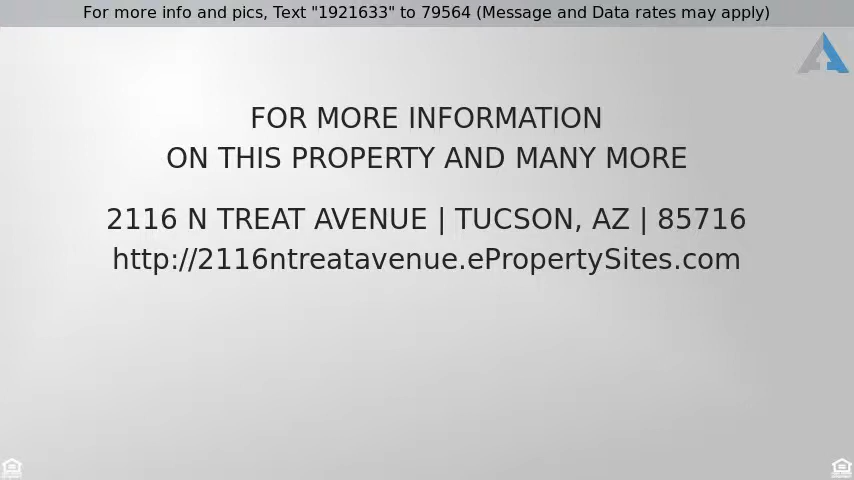 For more info and pics, Text "1921633" to 79564 (Message and Data rates may apply)
FOR MORE INFORMATION
ON THIS PROPERTY AND MANY MORE
2116 N TREAT AVENUE | TUCSON, AZ | 85716
http://2116ntreatavenue.ePropertySites.com